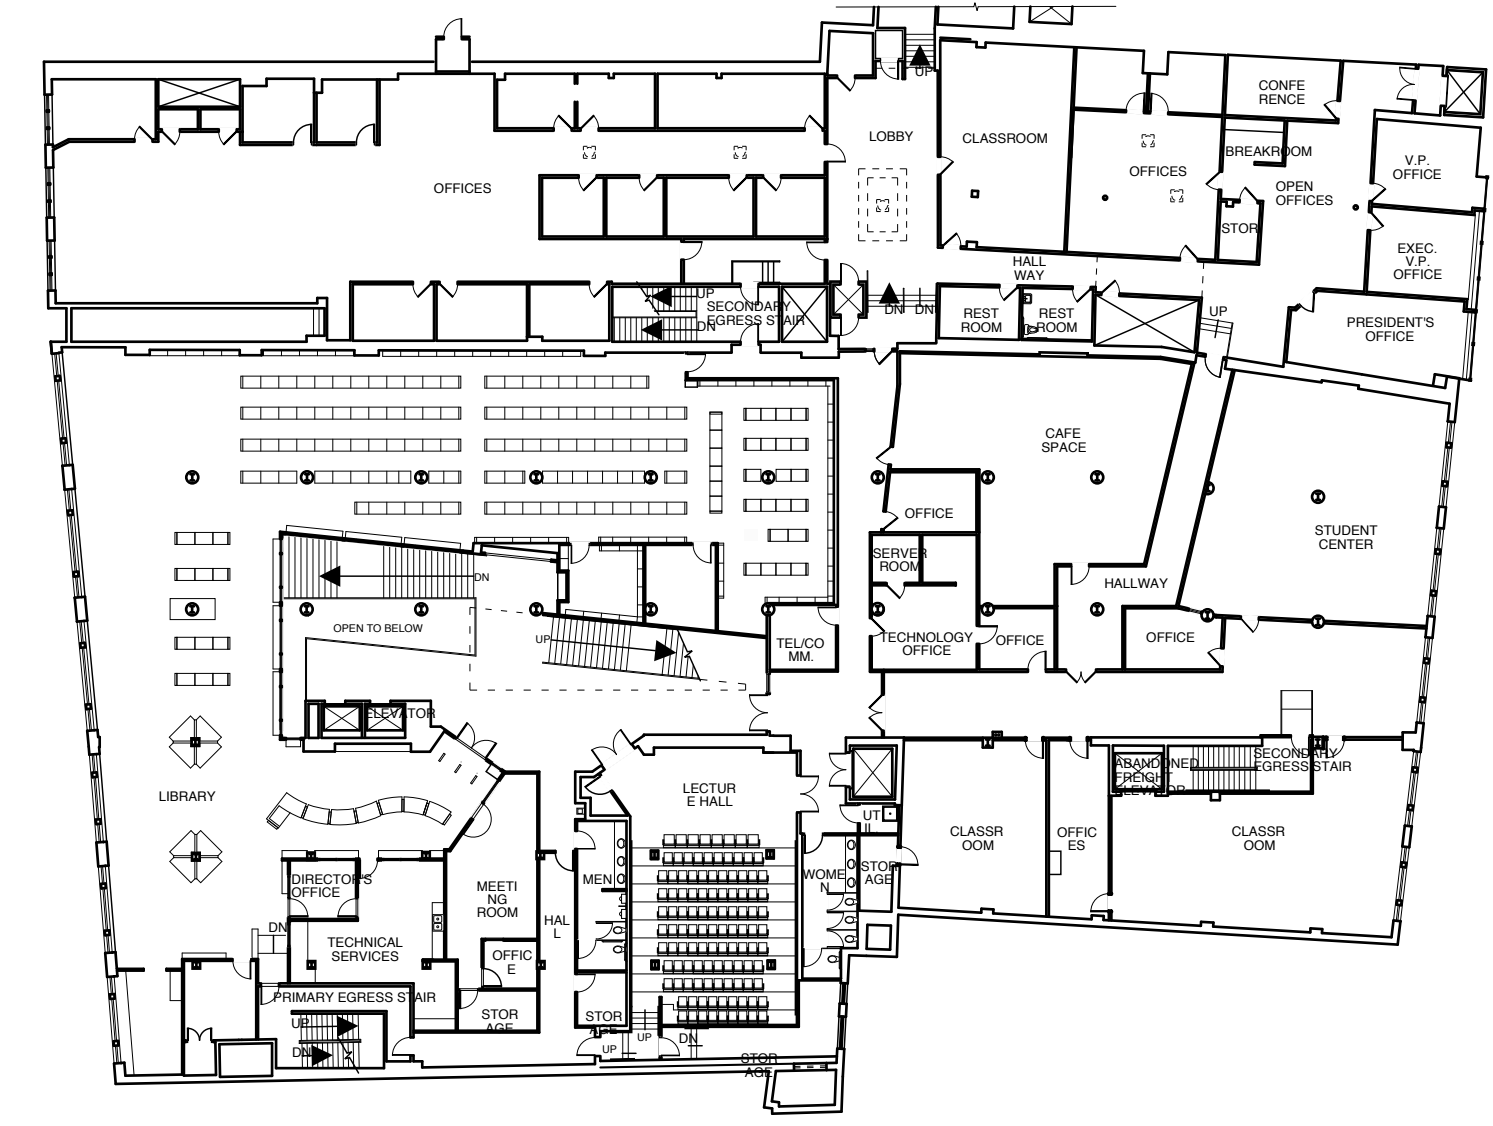 UP
CONFE
RENCE
LOBBY
CLASSROOM
BREAKROOM
V.P.
OFFICE
OFFICES
OFFICES
OPEN
OFFICES
STOR
EXEC.
V.P.
OFFICE
HALL
WAY
UP
SECONDARY
EGRESS STAIR
DN
DN
DN
REST
ROOM
REST
ROOM
UP
PRESIDENT'S
OFFICE
CAFE
SPACE
OFFICE
STUDENT
CENTER
SERVER
ROOM
DN
HALLWAY
OPEN TO BELOW
UP
TEL/CO
MM.
TECHNOLOGY
OFFICE
OFFICE
OFFICE
ELEVATOR
SECONDARY
EGRESS STAIR
ABANDONED
FREIGHT
ELEVATOR
LIBRARY
LECTUR
E HALL
UT
IL.
CLASSR
OOM
OFFIC
ES
CLASSR
OOM
DIRECTOR'S
OFFICE
MEN
WOME
N
STOR
AGE
MEETI
NG
ROOM
HAL
L
DN
TECHNICAL
SERVICES
OFFIC
E
PRIMARY EGRESS STAIR
UP
DN
STOR
AGE
STOR
AGE
UP
UP
DN
STOR
AGE